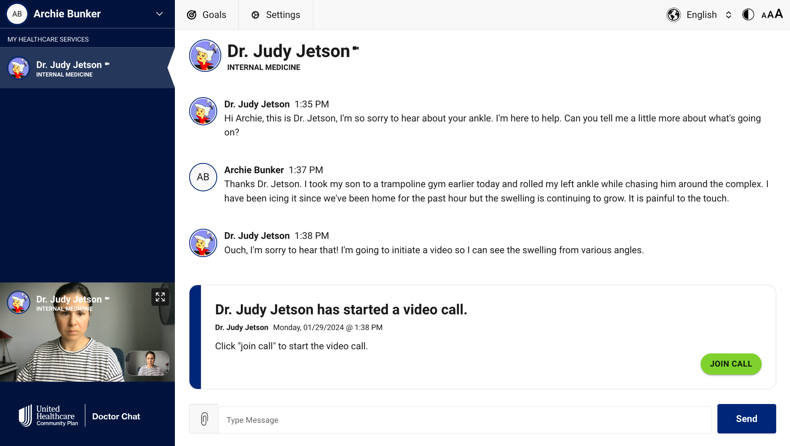 AB Archie Bunker
MY HEALTHCARE SERVICES
Dr. Judy Jetson
INTERNAL MEDICINE
Dr. Judy Jetson
INTERNAL MEDICINE
United
Healthcare
Community Plan
Doctor Chat
Goals Settings English AAA
Dr. Judy Jetson
INTERNAL MEDICINE
Dr. Judy Jetson 1:35 PM
Hi Archie, this is Dr. Jetson, I'm so sorry to hear about your ankle. I'm here to help. Can you tell me a little more about what's going
on?
AB
Archie Bunker 1:37 PM
Thanks Dr. Jetson. I took my son to a trampoline gym earlier today and rolled my left ankle while chasing him around the complex. I
have been icing it since we've been home for the past hour but the swelling is continuing to grow. It is painful to the touch.
Dr. Judy Jetson 1:38 PM
Ouch, I'm sorry to hear that! I'm going to initiate a video so I can see the swelling from various angles.
Dr. Judy Jetson has started a video call.
Dr. Judy Jetson Monday, 01/29/2024 @ 1:38 PM
Click "join call" to start the video call.
JOIN CALL
Type Message
Send